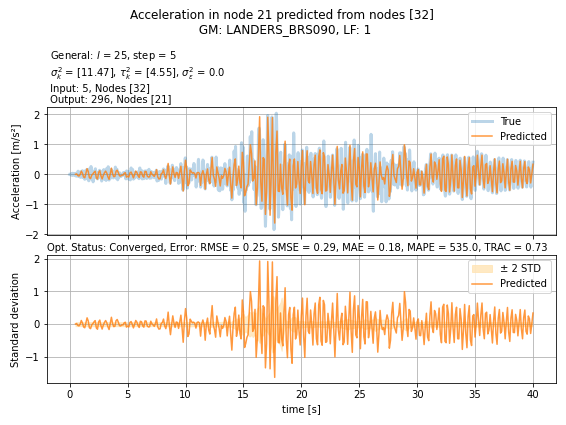 Acceleration in node 21 predicted from nodes [32]
GM: LANDERS_BRS090, LF: 1
General: l = 25, step = 5
σ²ₖ = [11.47], τ²ₖ = [4.55], σ²ε = 0.0
Input: 5, Nodes [32]
Output: 296, Nodes [21]
Acceleration [m/s²]
2
1
0
−1
−2
True
Predicted
Opt. Status: Converged, Error: RMSE = 0.25, SMSE = 0.29, MAE = 0.18, MAPE = 535.0, TRAC = 0.73
Standard deviation
2
1
0
−1
± 2 STD
Predicted
0 5 10 15 20 25 30 35 40
time [s]